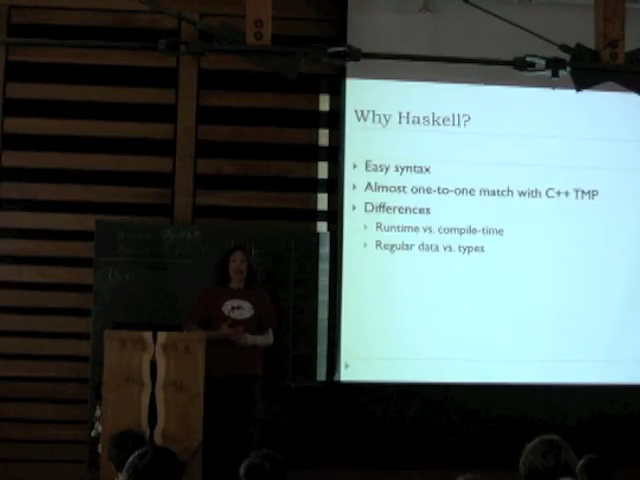 Why Haskell?
Easy syntax
Almost one-to-one match with C++ TMP
Differences
Runtime vs. compile-time
Regular data vs. types